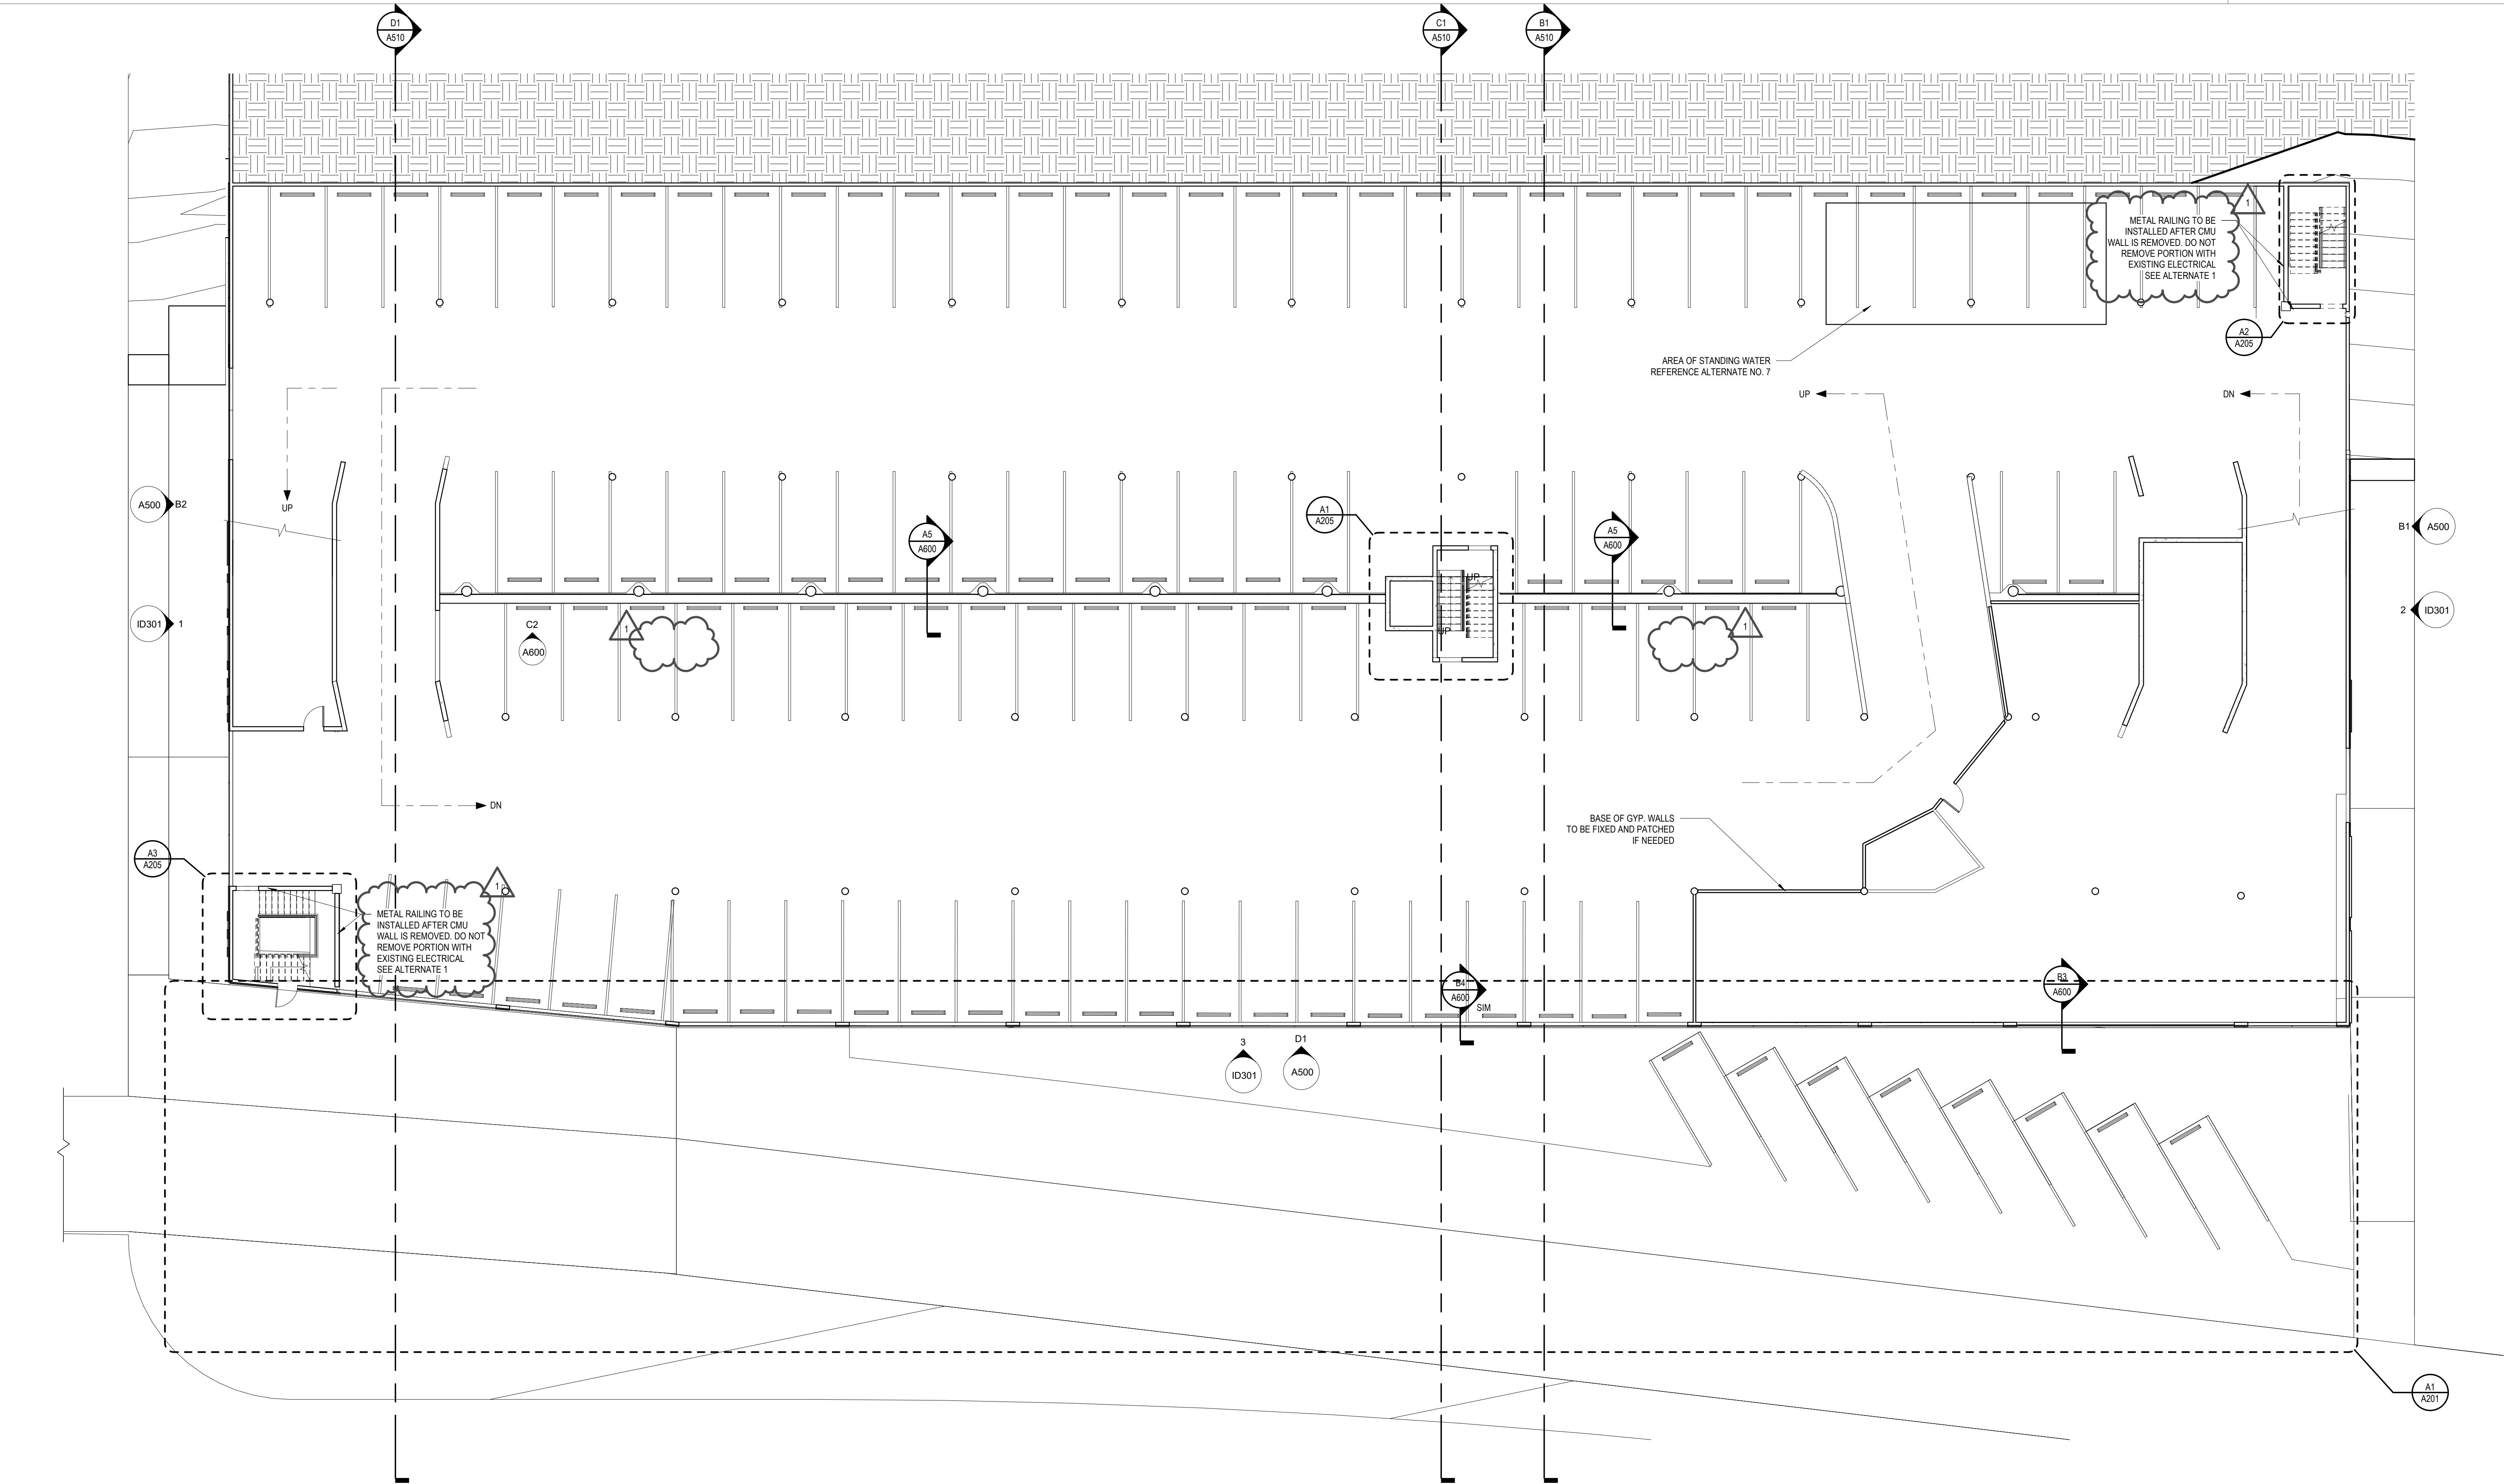 D1
A510
C1
A510
B1
A510
1
METAL RAILING TO BE
INSTALLED AFTER CMU
WALL IS REMOVED. DO NOT
REMOVE PORTION WITH
EXISTING ELECTRICAL
SEE ALTERNATE 1
A2
A205
AREA OF STANDING WATER
REFERENCE ALTERNATE NO. 7
UP
DN
A500
B2
UP
A1
A205
A5
A600
A5
A600
B1
A500
UP
UP
ID301
1
C2
A600
1
1
2
ID301
DN
BASE OF GYP. WALLS
TO BE FIXED AND PATCHED
IF NEEDED
A3
A205
1
METAL RAILING TO BE
INSTALLED AFTER CMU
WALL IS REMOVED. DO NOT
REMOVE PORTION WITH
EXISTING ELECTRICAL
SEE ALTERNATE 1
B4
A600
SIM
B3
A600
3
ID301
D1
A500
A1
A201